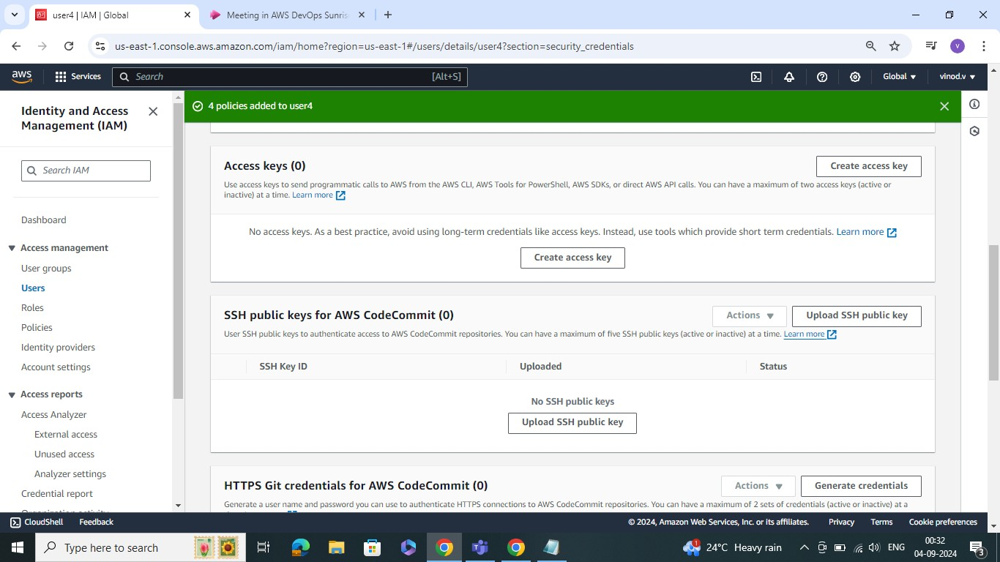 user4 | IAM | Global
Meeting in AWS DevOps Sunris
us-east-1.console.aws.amazon.com/iam/home?region=us-east-1#/users/details/user4?section=security_credentials
V
aws
Services
Search
[Alt+S]
Global
vinod.v
Identity and Access
Management (IAM)
Search IAM
Dashboard
Access management
User groups
Users
Roles
Policies
Identity providers
Account settings
Access reports
Access Analyzer
External access
Unused access
Analyzer settings
Credential report
4 policies added to user4
Access keys (0)
Create access key
Use access keys to send programmatic calls to AWS from the AWS CLI, AWS Tools for PowerShell, AWS SDKs, or direct AWS API calls. You can have a maximum of two access keys (active or
inactive) at a time. Learn more
No access keys. As a best practice, avoid using long-term credentials like access keys. Instead, use tools which provide short term credentials. Learn more
Create access key
SSH public keys for AWS CodeCommit (0)
Actions
Upload SSH public key
User SSH public keys to authenticate access to AWS CodeCommit repositories. You can have a maximum of five SSH public keys (active or inactive) at a time. Learn more
SSH Key ID
Uploaded
Status
No SSH public keys
Upload SSH public key
HTTPS Git credentials for AWS CodeCommit (0)
Actions
Generate credentials
Generate a user name and password you can use to authenticate HTTPS connections to AWS CodeCommit repositories. You can have a maximum of 2 sets of credentials (active or inactive) at a
CloudShell
Feedback
© 2024, Amazon Web Services, Inc. or its affiliates.
Privacy
Terms
Cookie preferences
Type here to search
1
24°C Heavy rain
ENG
00:32
04-09-2024
3